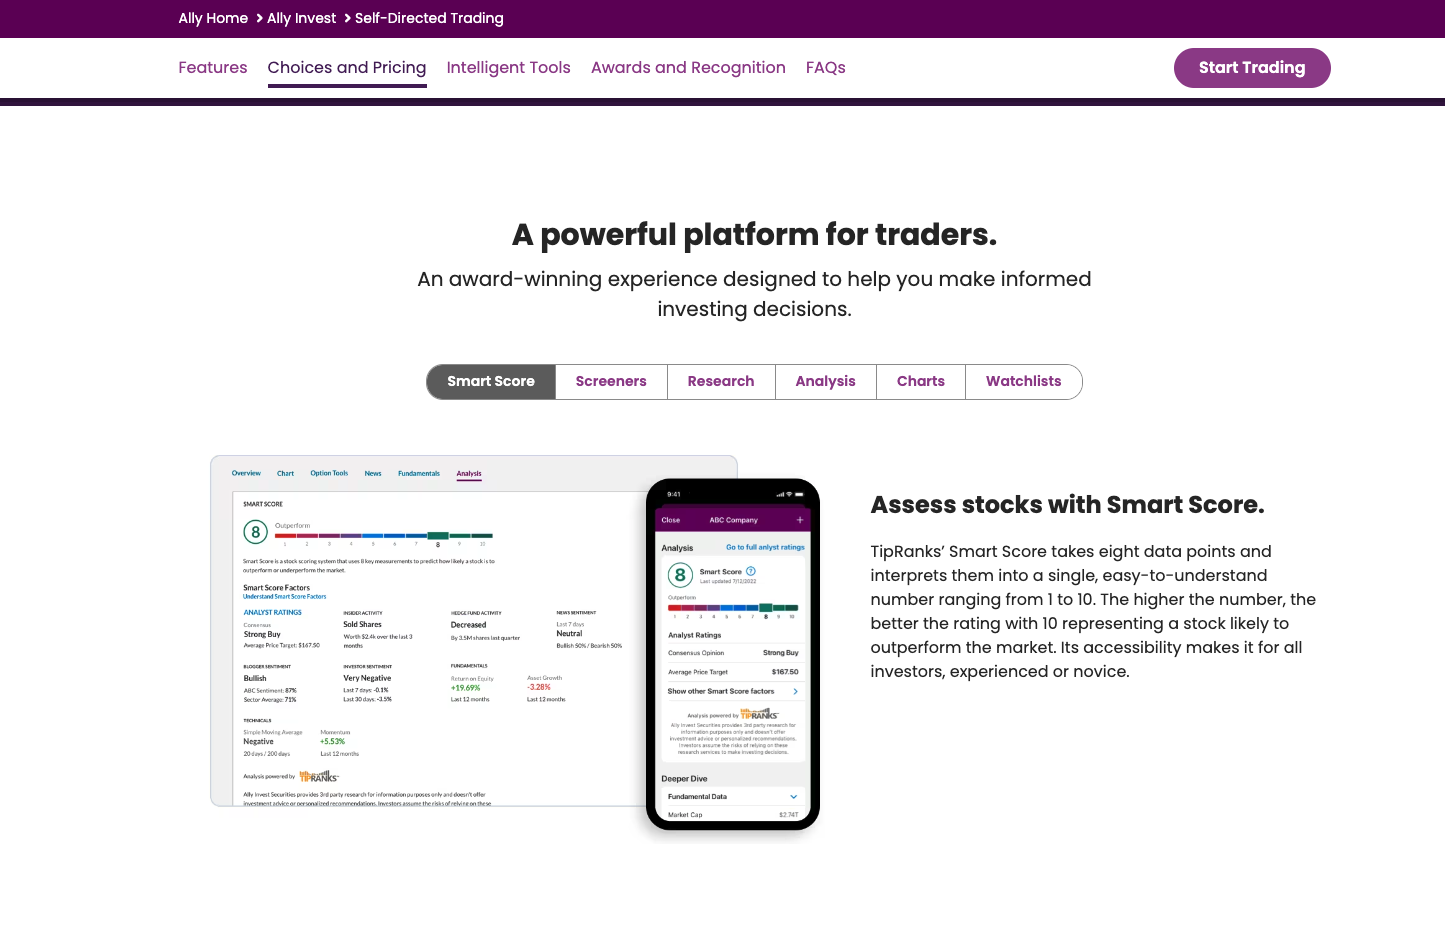 Ally Home > Ally Invest > Self-Directed Trading
Features Choices and Pricing Intelligent Tools Awards and Recognition FAQs Start Trading
A powerful platform for traders.
An award-winning experience designed to help you make informed
investing decisions.
Smart Score Screeners Research Analysis Charts Watchlists
Overview Chart Option Tools News Fundamentals Analysis
SMART SCORE
8
Outperform
1 2 3 4 5 6 7 8 9 10
Smart Score is a stock scoring system that uses 8 key measurements to predict how likely a stock is to
outperform or underperform the market.
Smart Score Factors
Understand Smart Score Factors
ANALYST RATINGS
Consensus
Strong Buy
Average Price Target: $167.50
INSIDER ACTIVITY
Sold Shares
Worth $2.4k over the last 3
months
HEDGE FUND ACTIVITY
Decreased
By 3.5M shares last quarter
NEWS SENTIMENT
Last 7 days
Neutral
Bullish 50% / Bearish 50%
BLOGGER SENTIMENT
Bullish
ABC Sentiment: 87%
Sector Average: 71%
INVESTOR SENTIMENT
Very Negative
Last 7 days -0.1%
Last 30 days -3.5%
FUNDAMENTALS
Return on Equity
+19.69%
Last 12 months
Asset Growth
-3.28%
Last 12 months
TECHNICALS
Simple Moving Average
Negative
20 days / 200 days
Momentum
+5.53%
Last 12 months
Analysis powered by TIPRANKS™
Ally Invest Securities provides 3rd party research for information purposes only and doesn't offer
investment advice or personalized recommendations. Investors assume the risks of relying on these
9:41
Close ABC Company +
Analysis Go to full anlyst ratings
8
Smart Score ?
Last updated 7/12/2022
Outperform
1 2 3 4 5 6 7 8 9 10
Analyst Ratings
Consensus Opinion Strong Buy
Average Price Target $167.50
Show other Smart Score factors >
Analysis powered by TIPRANKS™
Ally Invest Securities provides 3rd party research for
information purposes only and doesn't offer
investment advice or personalized recommendations.
Investors assume the risks of relying on these
research services to make investing decisions.
Deeper Dive
Fundamental Data
Market Cap $2.74T
Assess stocks with Smart Score.
TipRanks' Smart Score takes eight data points and
interprets them into a single, easy-to-understand
number ranging from 1 to 10. The higher the number, the
better the rating with 10 representing a stock likely to
outperform the market. Its accessibility makes it for all
investors, experienced or novice.